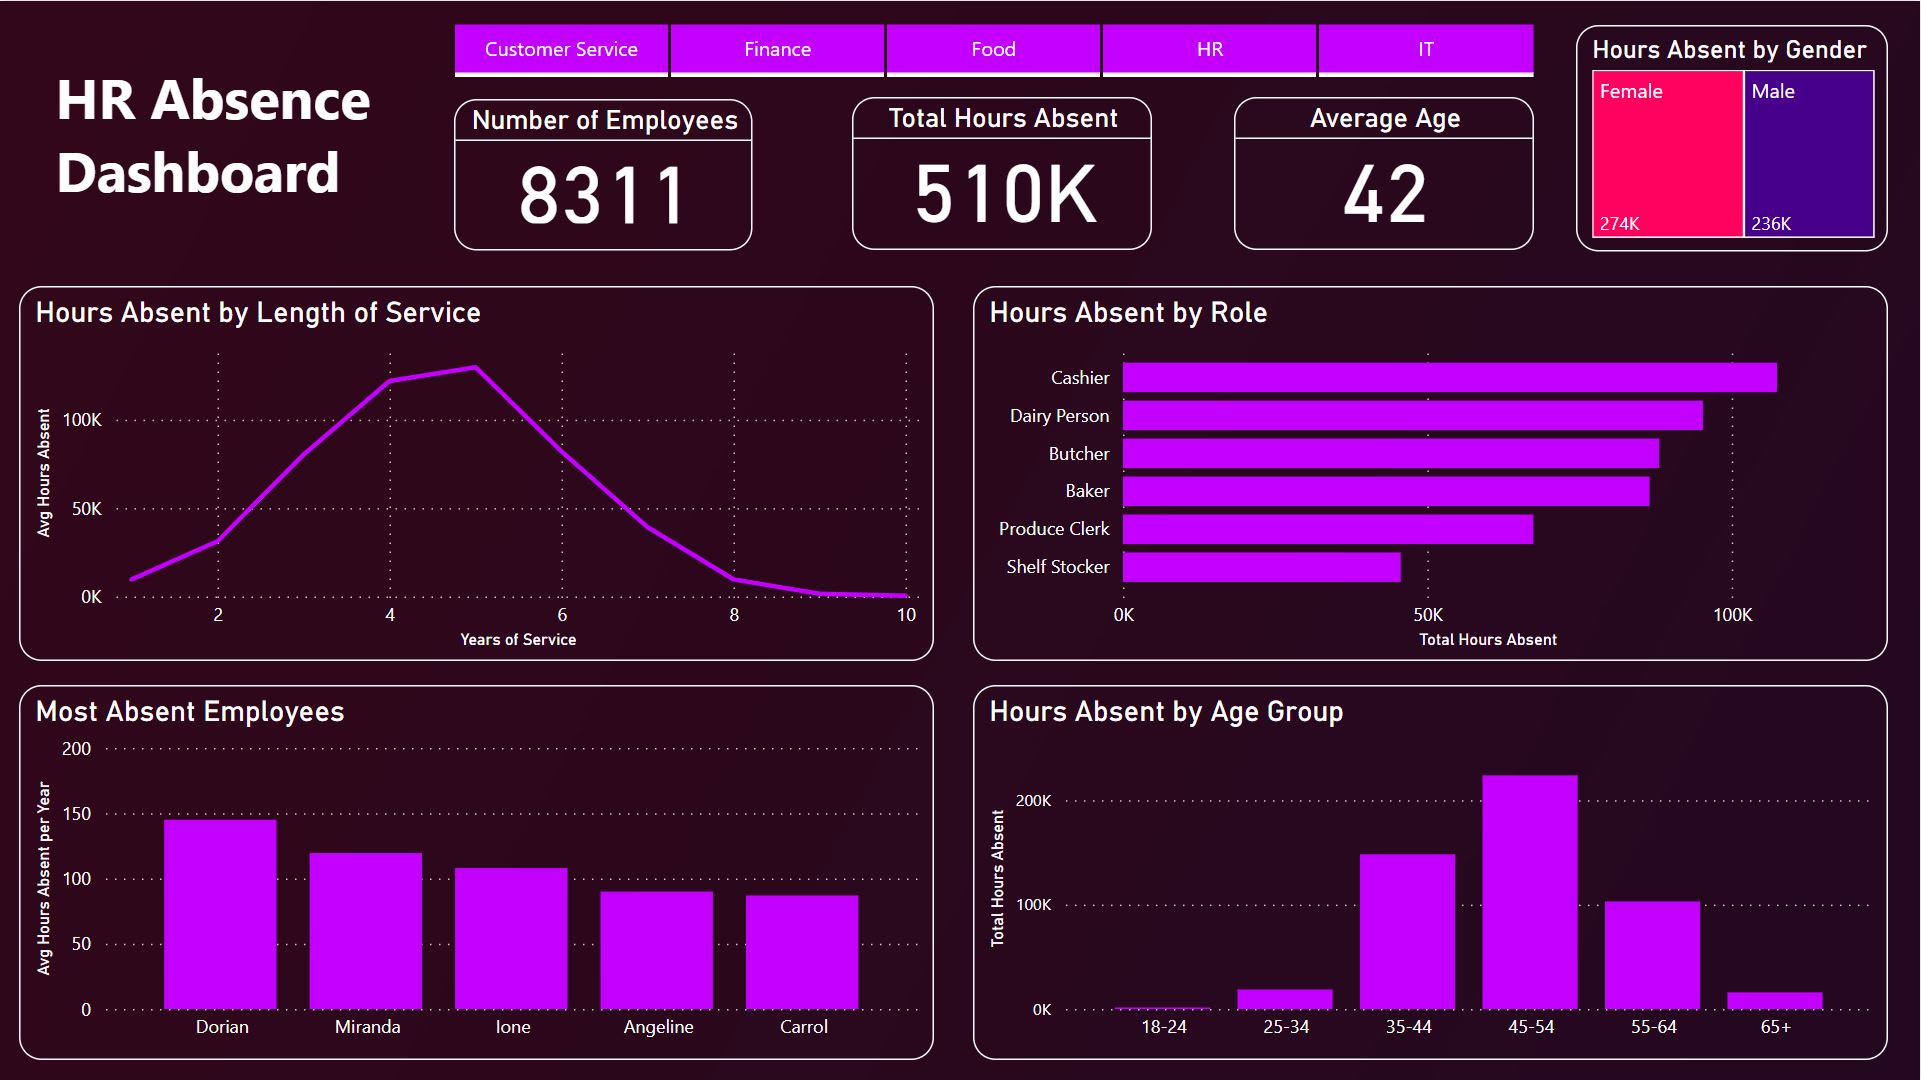 HR Absence
Dashboard
Customer Service
Finance
Food
HR
IT
Number of Employees
8311
Total Hours Absent
510K
Average Age
42
Hours Absent by Gender
Female
Male
274K
236K
Hours Absent by Length of Service
Avg Hours Absent
100K
50K
0K
2
4
6
8
10
Years of Service
Hours Absent by Role
Cashier
Dairy Person
Butcher
Baker
Produce Clerk
Shelf Stocker
0K
50K
100K
Total Hours Absent
Most Absent Employees
Avg Hours Absent per Year
200
150
100
50
0
Dorian
Miranda
Ione
Angeline
Carrol
Hours Absent by Age Group
Total Hours Absent
200K
100K
0K
18-24
25-34
35-44
45-54
55-64
65+